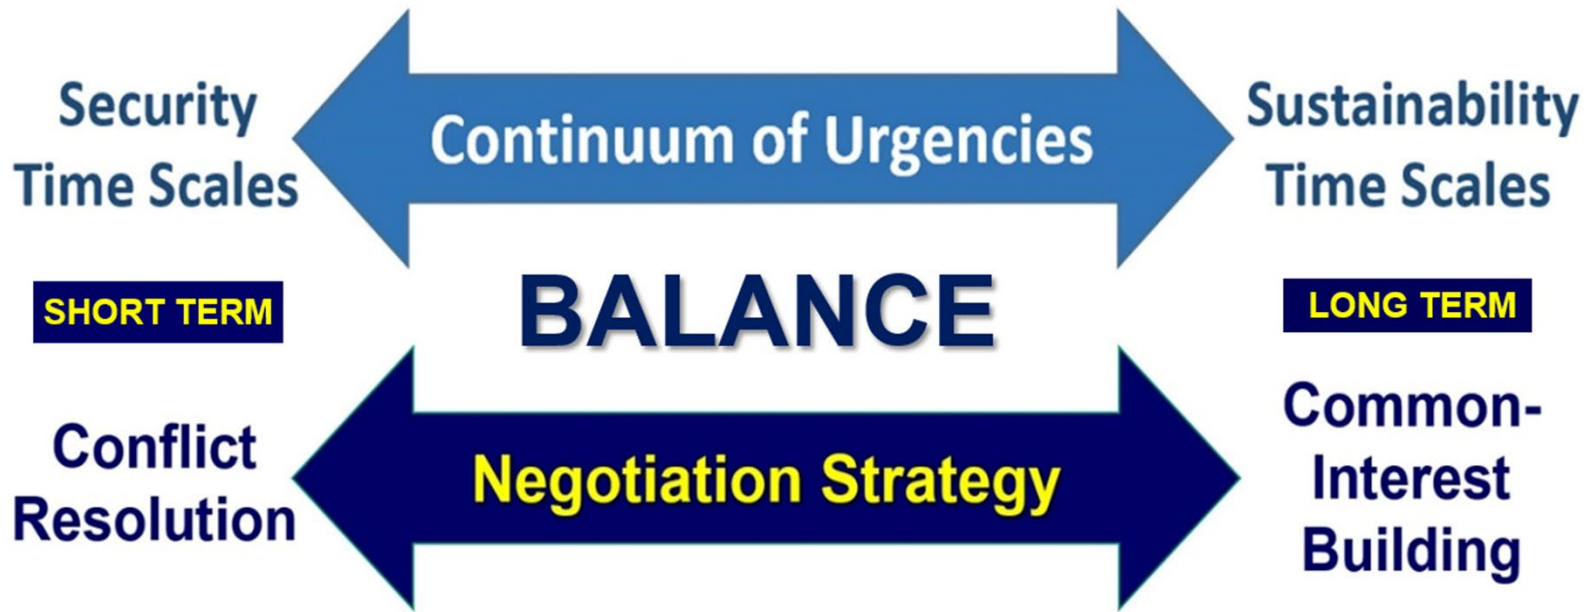 Security
Time Scales
Continuum of Urgencies
Sustainability
Time Scales
SHORT TERM
BALANCE
LONG TERM
Conflict
Resolution
Negotiation Strategy
Common-
Interest
Building